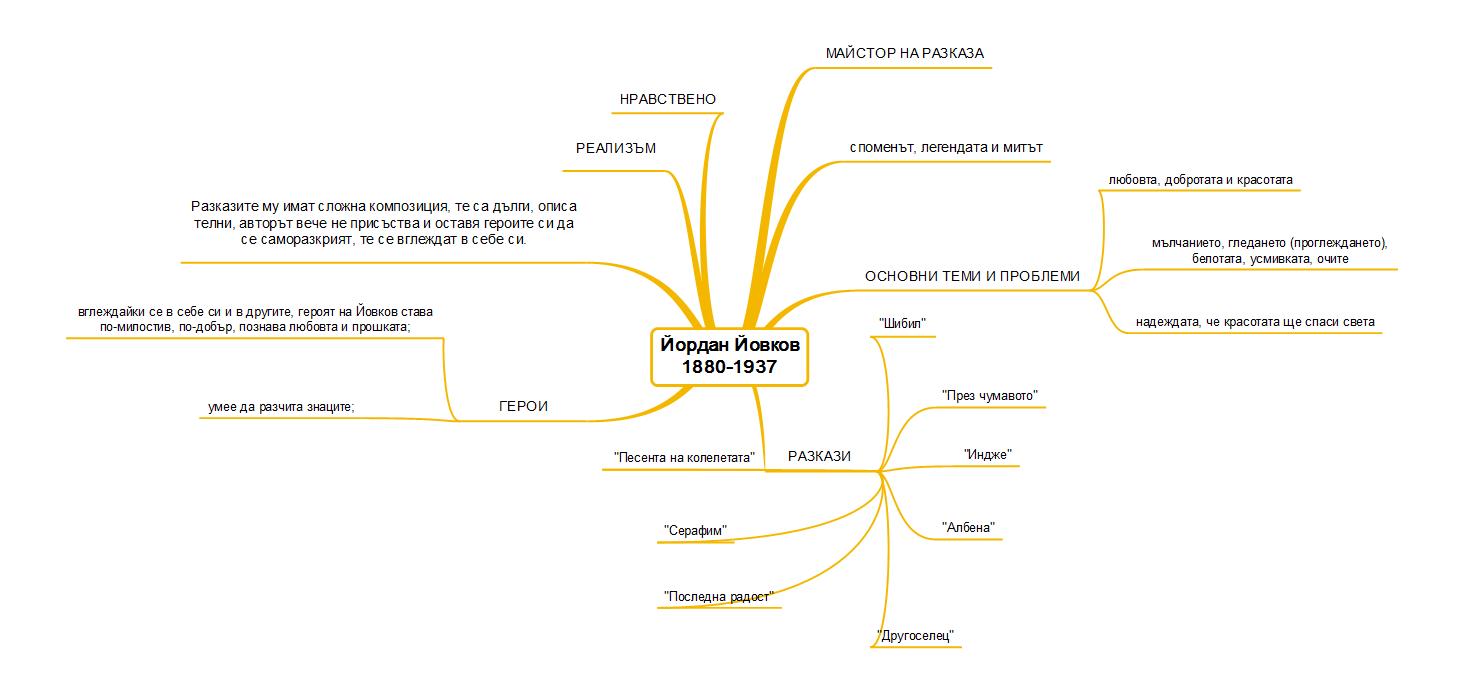 МАЙСТОР НА РАЗКАЗА
НРАВСТВЕНО
РЕАЛИЗЪМ
споменът, легендата и митът
любовта, добротата и красотата
Разказите му имат сложна композиция, те са дълги, описа
телни, авторът вече не присъства и оставя героите си да
се саморазкрият, те се вглеждат в себе си.
мълчанието, гледането (проглеждането),
белотата, усмивката, очите
ОСНОВНИ ТЕМИ И ПРОБЛЕМИ
надеждата, че красотата ще спаси света
вглеждайки се в себе си и в другите, героят на Йовков става
по-милостив, по-добър, познава любовта и прошката;
Йордан Йовков
1880-1937
"Шибил"
"През чумавото"
умее да разчита знаците;
ГЕРОИ
"Песента на колелетата"
РАЗКАЗИ
"Индже"
"Серафим"
"Албена"
"Последна радост"
"Другоселец"